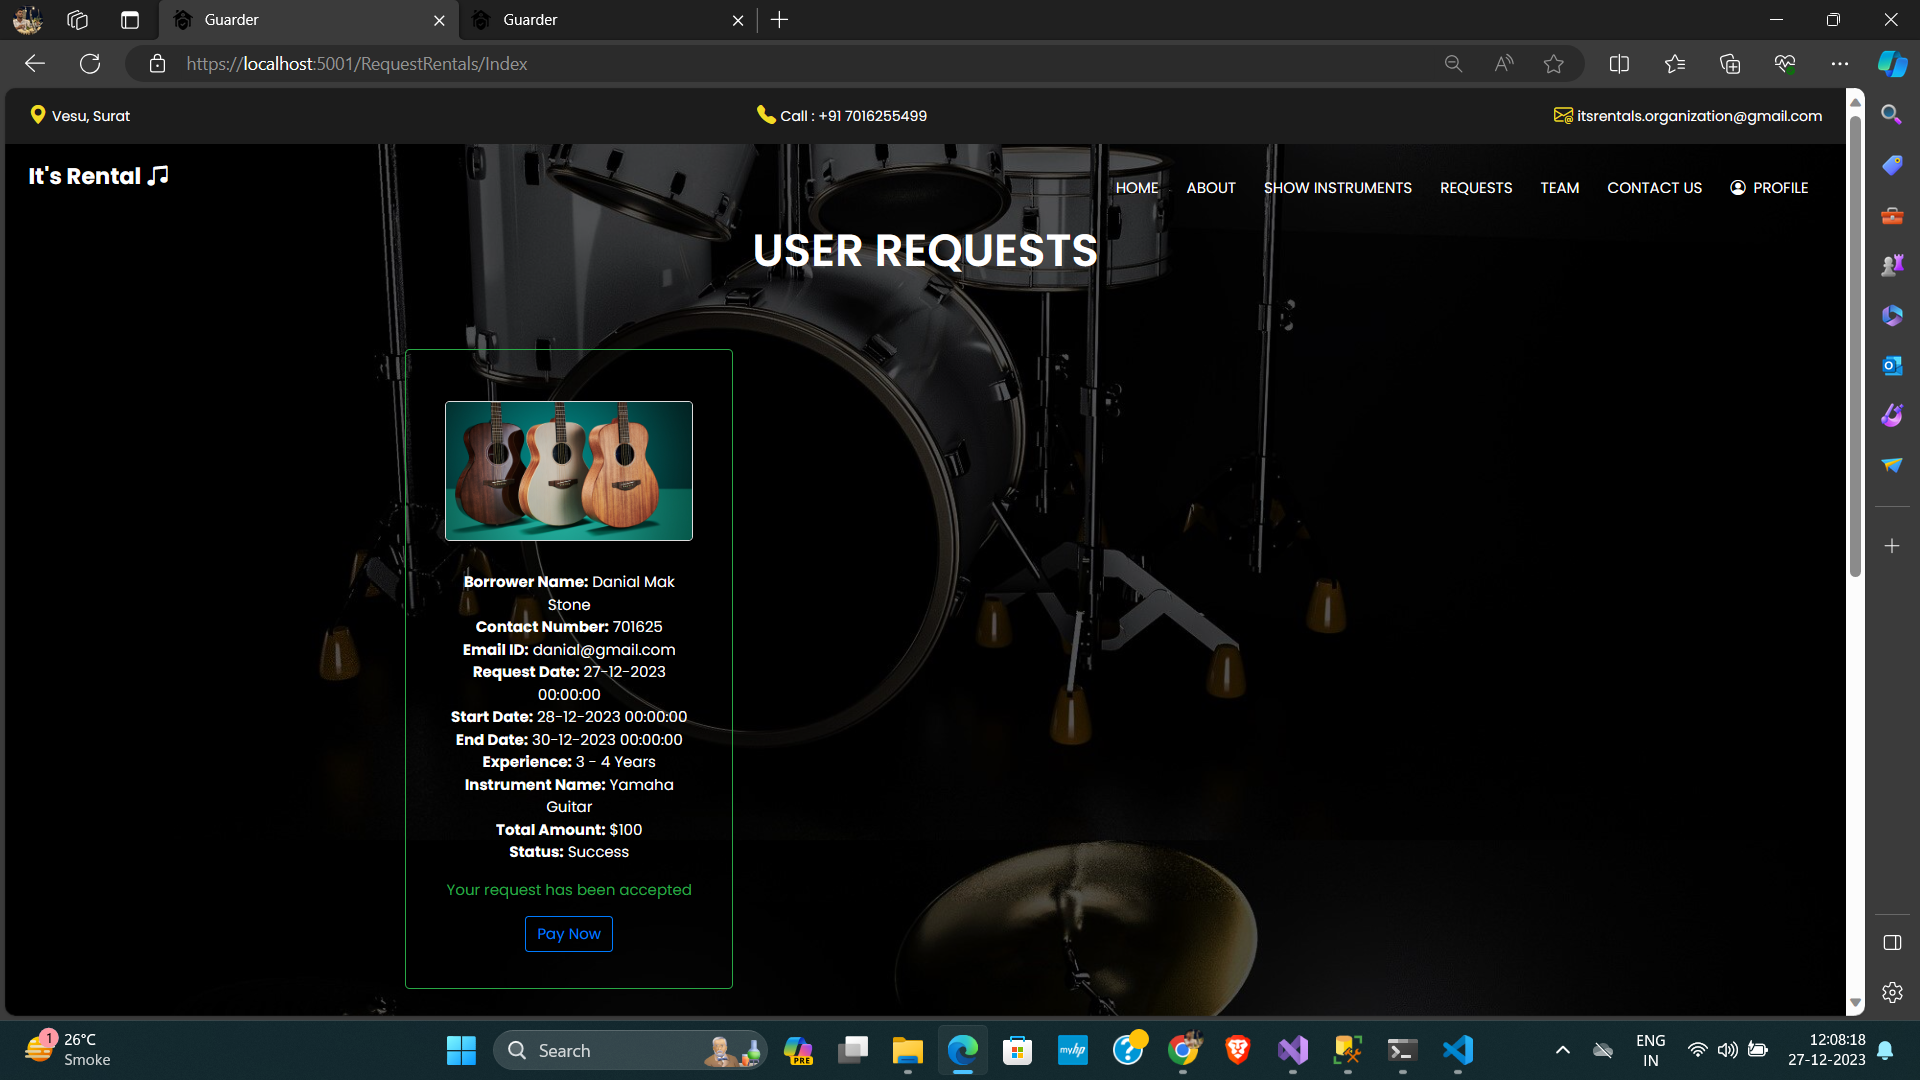 Guarder
Guarder
https://localhost:5001/RequestRentals/Index
Vesu, Surat
Call : +91 7016255499
itsrentals.organization@gmail.com
It's Rental
HOME
ABOUT
SHOW INSTRUMENTS
REQUESTS
TEAM
CONTACT US
PROFILE
USER REQUESTS
Borrower Name: Danial Mak
Stone
Contact Number: 701625
Email ID: danial@gmail.com
Request Date: 27-12-2023
00:00:00
Start Date: 28-12-2023 00:00:00
End Date: 30-12-2023 00:00:00
Experience: 3 - 4 Years
Instrument Name: Yamaha
Guitar
Total Amount: $100
Status: Success
Your request has been accepted
Pay Now
1
26°C
Smoke
Search
PRE
myhp
ENG
IN
12:08:18
27-12-2023